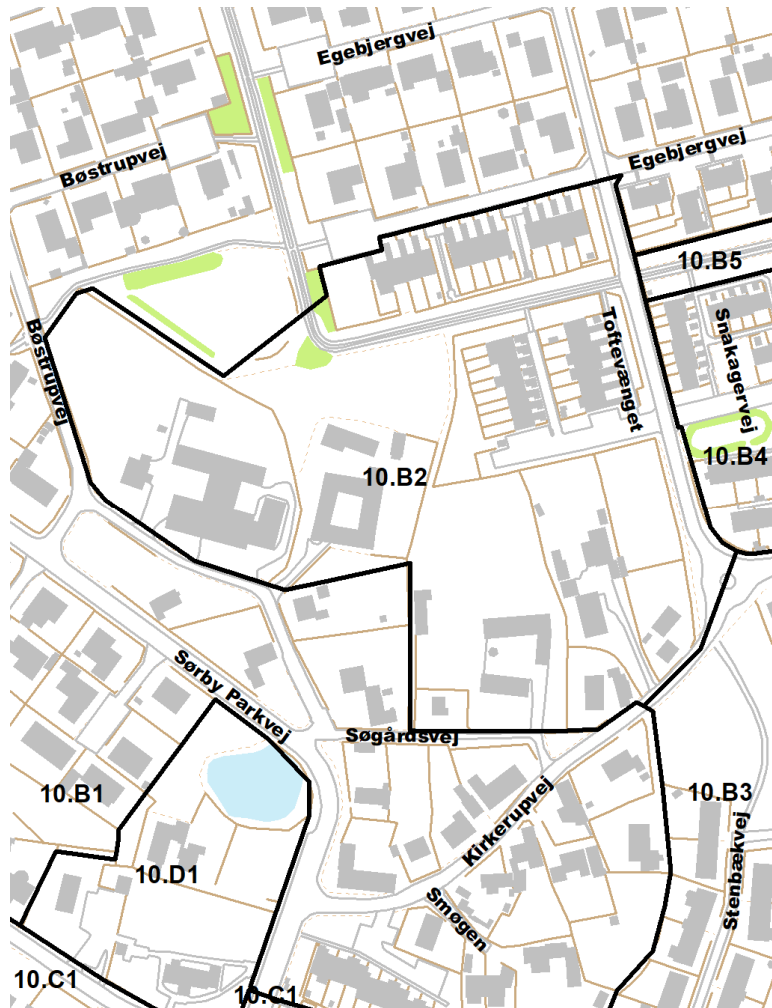 Egebjergvej
Bøstrupvej
Egebjergvej
10.B5
Bøstrupvej
Toftevænget
Snakagervej
10.B4
10.B2
Sørby Parkvej
Søgårdsvej
10.B1
10.B3
Kirkerupvej
10.D1
Stenbækvej
Smøgen
10.C1
10.C1